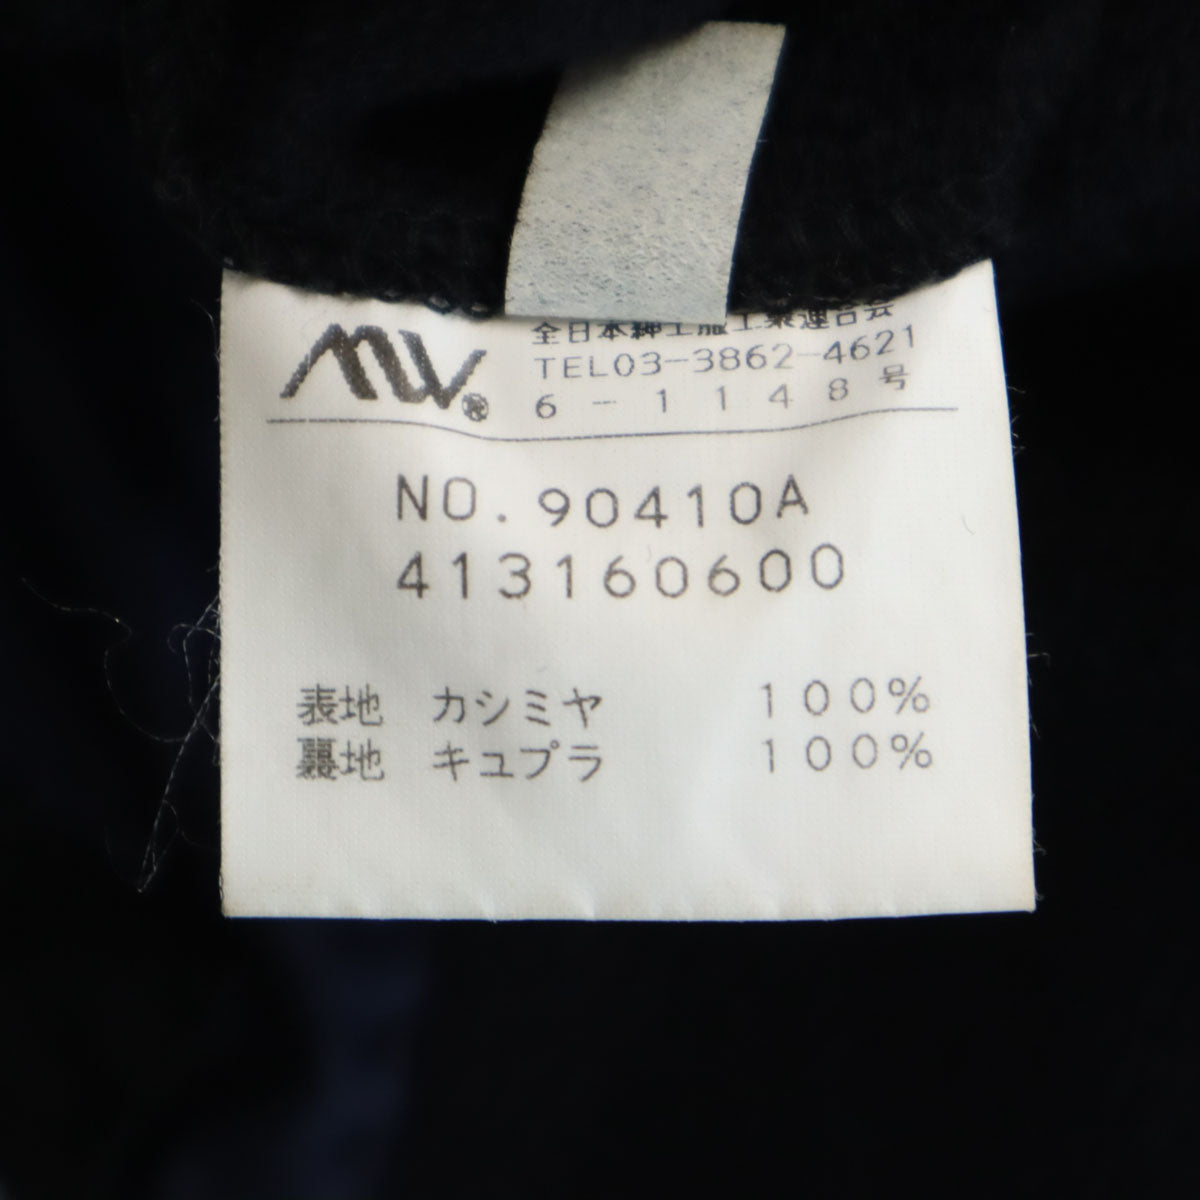 MW®
全日本紳士服工業連合会
TEL03-3862-4621
6-1148号
NO.90410A
413160600
表地 カシミヤ 100%
裏地 キュプラ 100%